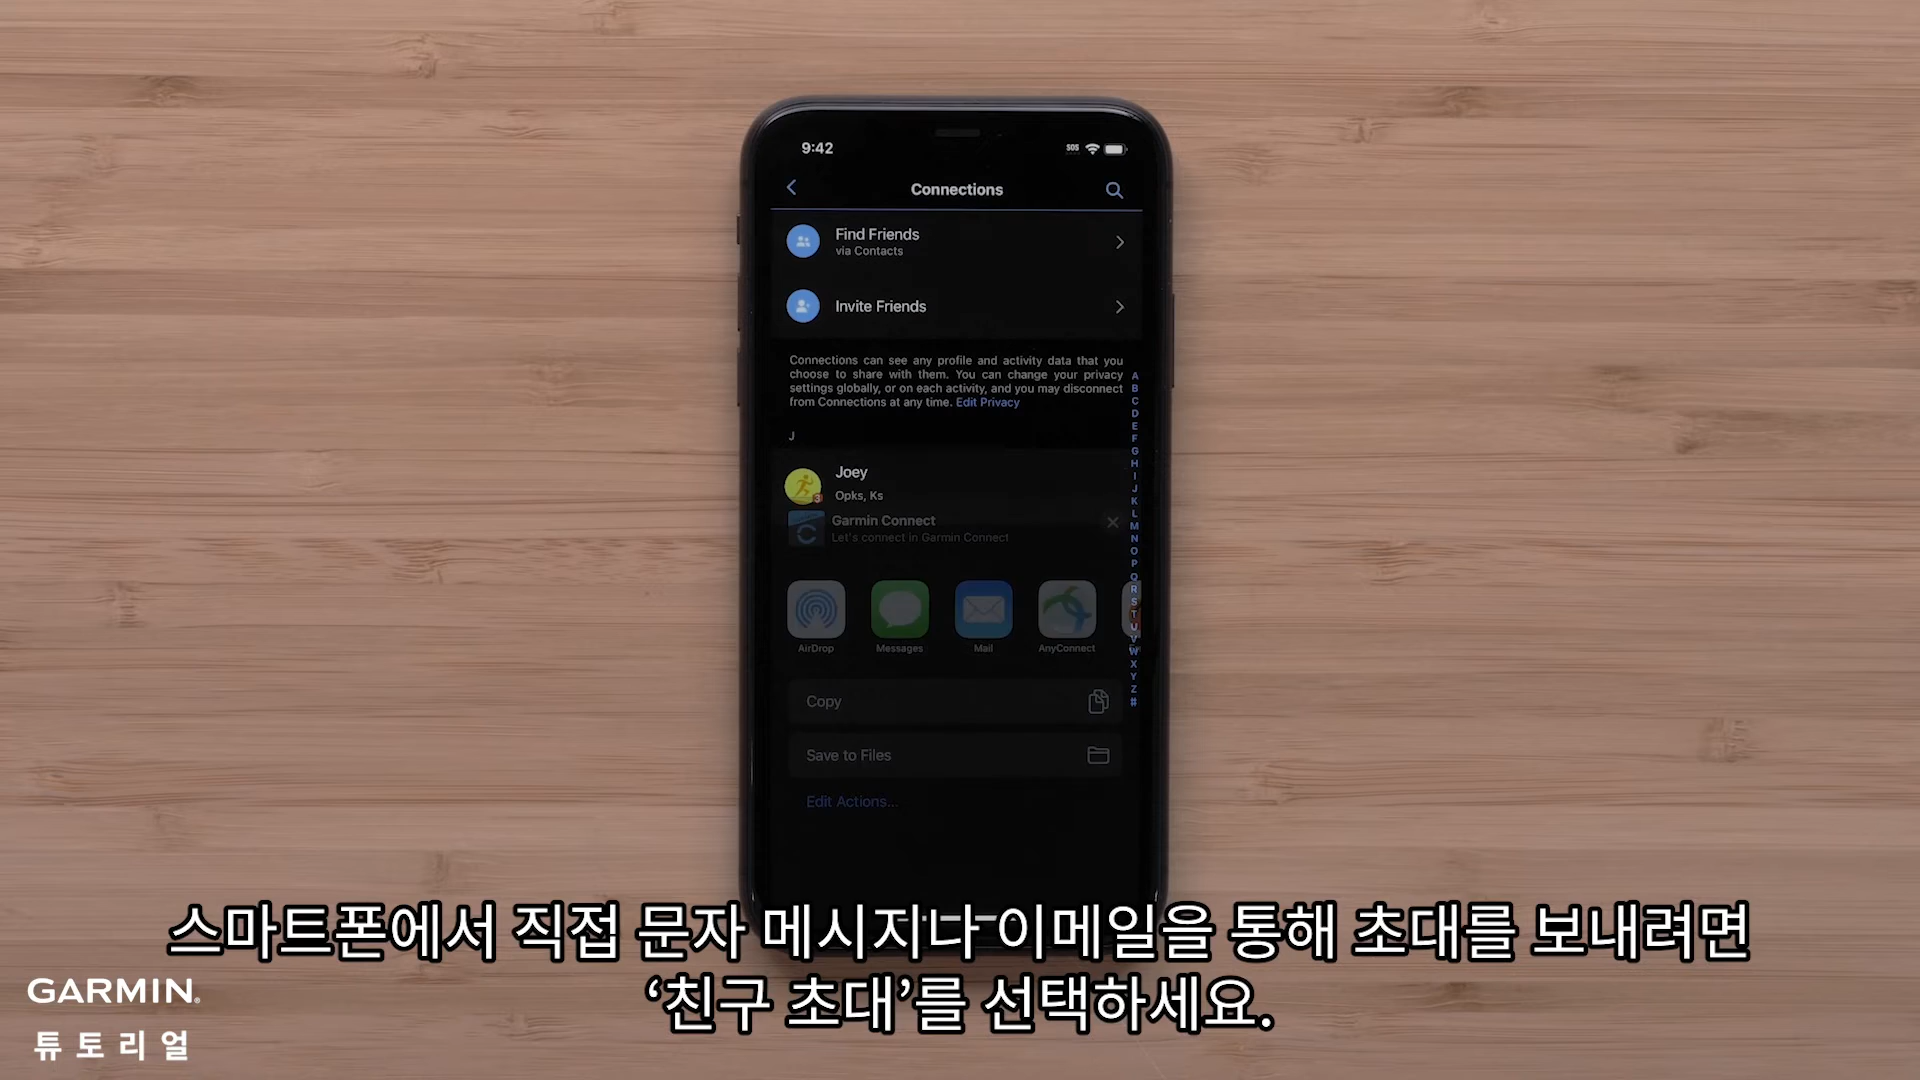 9:42
SOS
Connections
Find Friends
via Contacts
Invite Friends
Connections can see any profile and activity data that you
choose to share with them. You can change your privacy
settings globally, or on each activity, and you may disconnect
from Connections at any time. Edit Privacy
J
Joey
3
Opks, Ks
Garmin Connect
Let's connect in Garmin Connect
AirDrop
Messages
Mail
AnyConnect
Copy
Save to Files
Edit Actions...
A
B
C
D
E
F
G
H
I
J
K
L
M
N
O
P
Q
R
S
T
U
V
W
X
Y
Z
#
스마트폰에서 직접 문자 메시지나 이메일을 통해 초대를 보내려면
‘친구 초대’를 선택하세요.
GARMIN®
튜토리얼